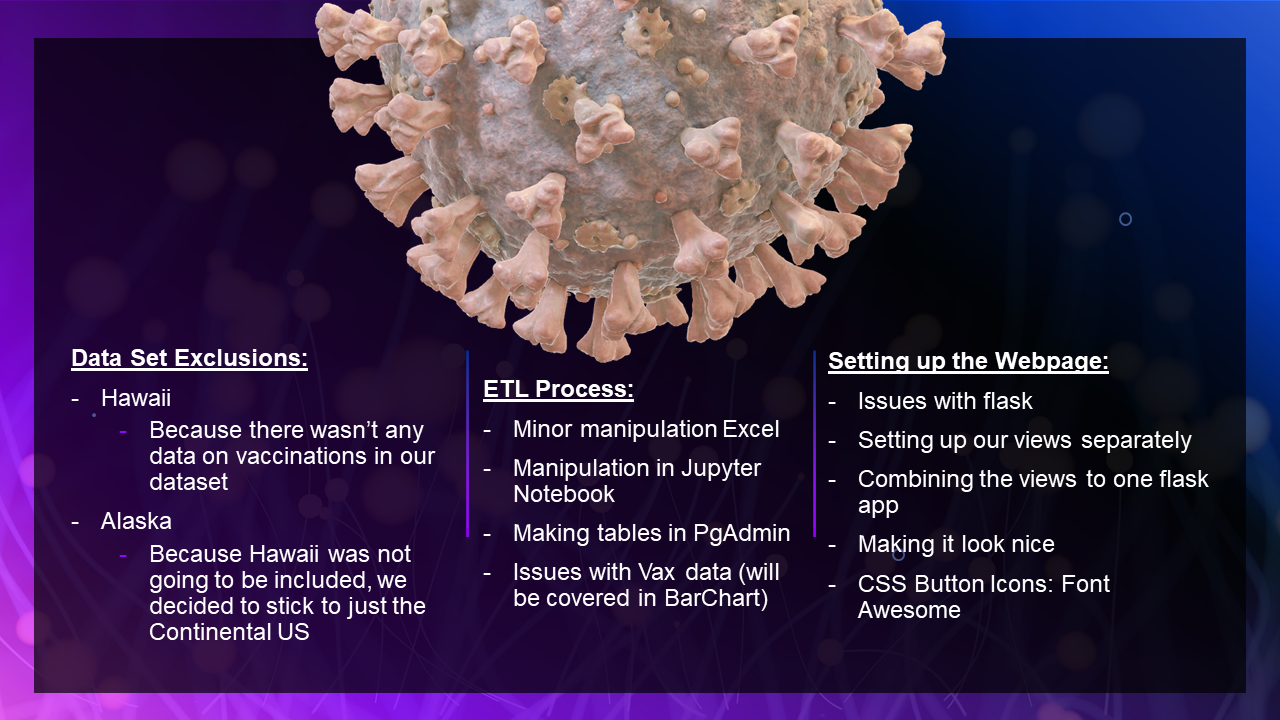 Data Set Exclusions:
- Hawaii
- Because there wasn’t any
data on vaccinations in our
dataset
- Alaska
- Because Hawaii was not
going to be included, we
decided to stick to just the
Continental US
ETL Process:
- Minor manipulation Excel
- Manipulation in Jupyter
Notebook
- Making tables in PgAdmin
- Issues with Vax data (will
be covered in BarChart)
Setting up the Webpage:
- Issues with flask
- Setting up our views separately
- Combining the views to one flask
app
- Making it look nice
- CSS Button Icons: Font
Awesome